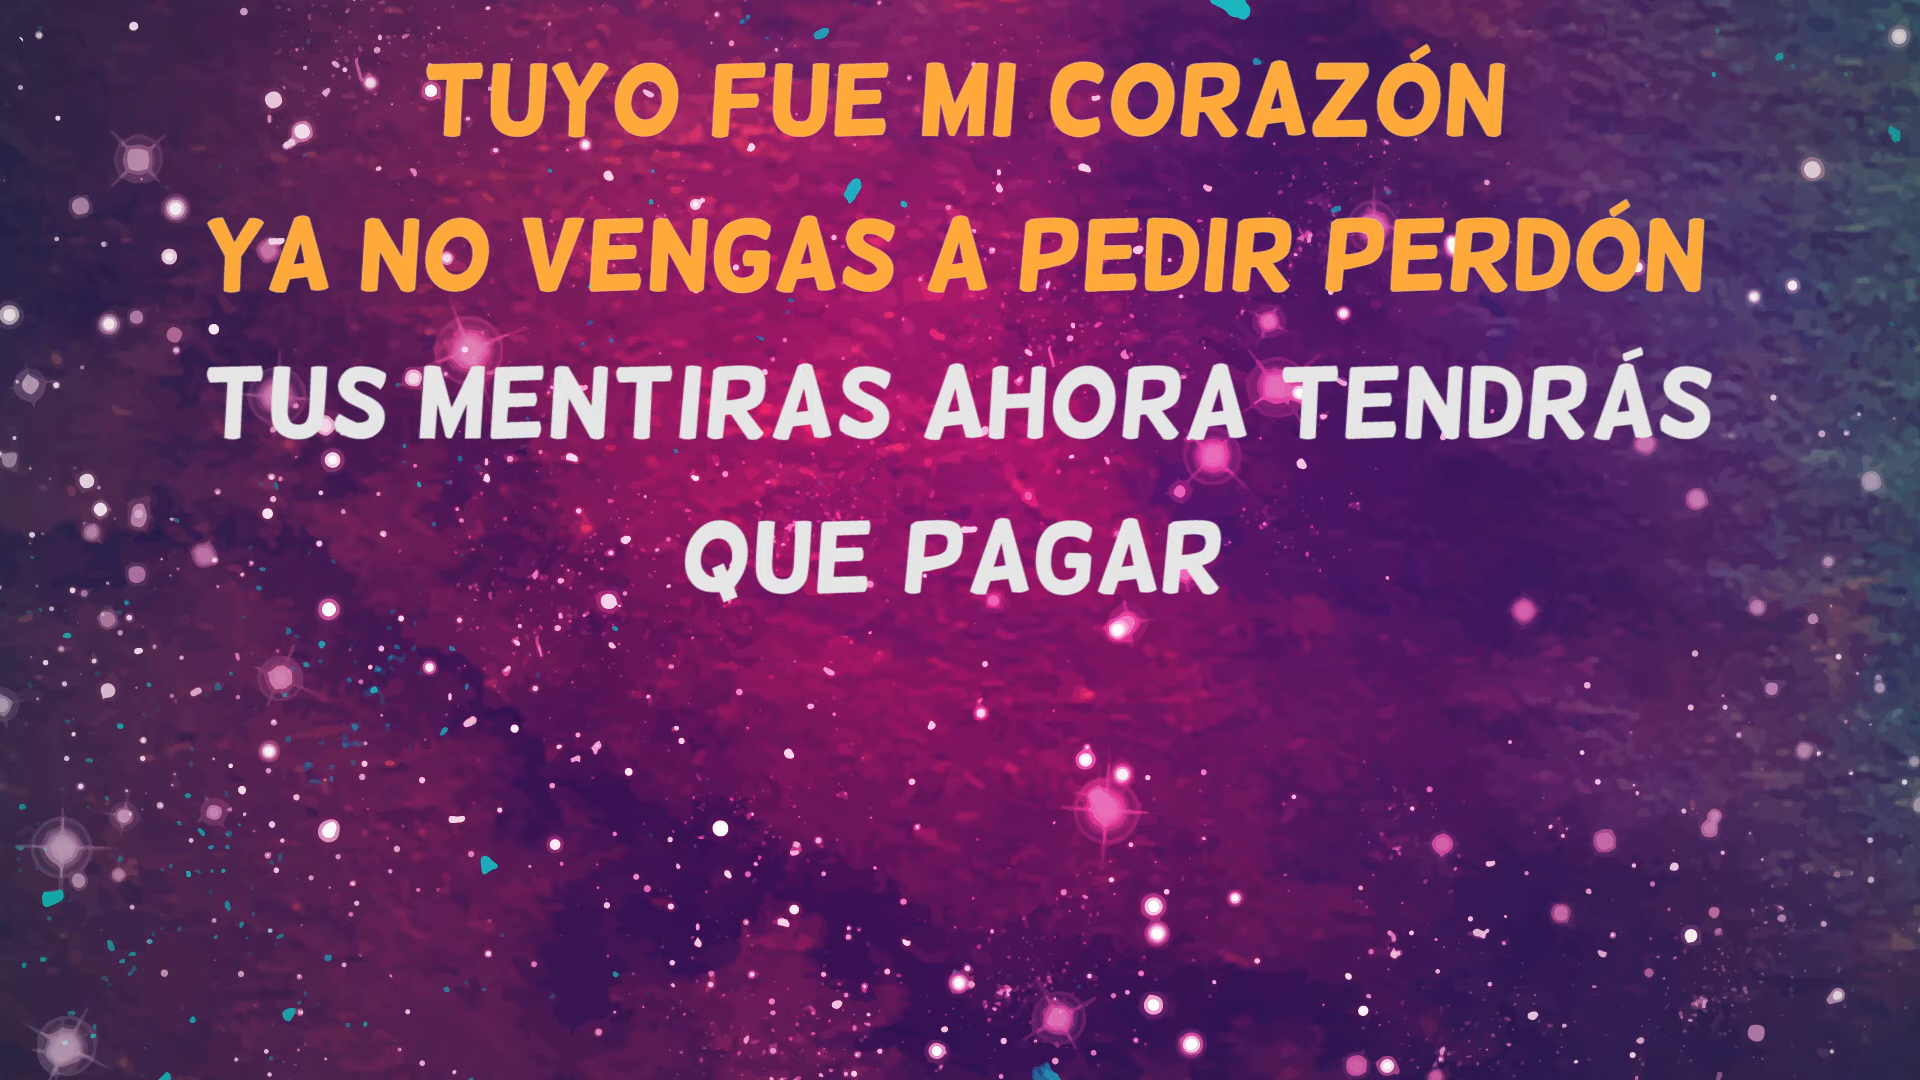 TUYO FUE MI CORAZÓN
YA NO VENGAS A PEDIR PERDÓN
TUS MENTIRAS AHORA TENDRÁS
QUE PAGAR